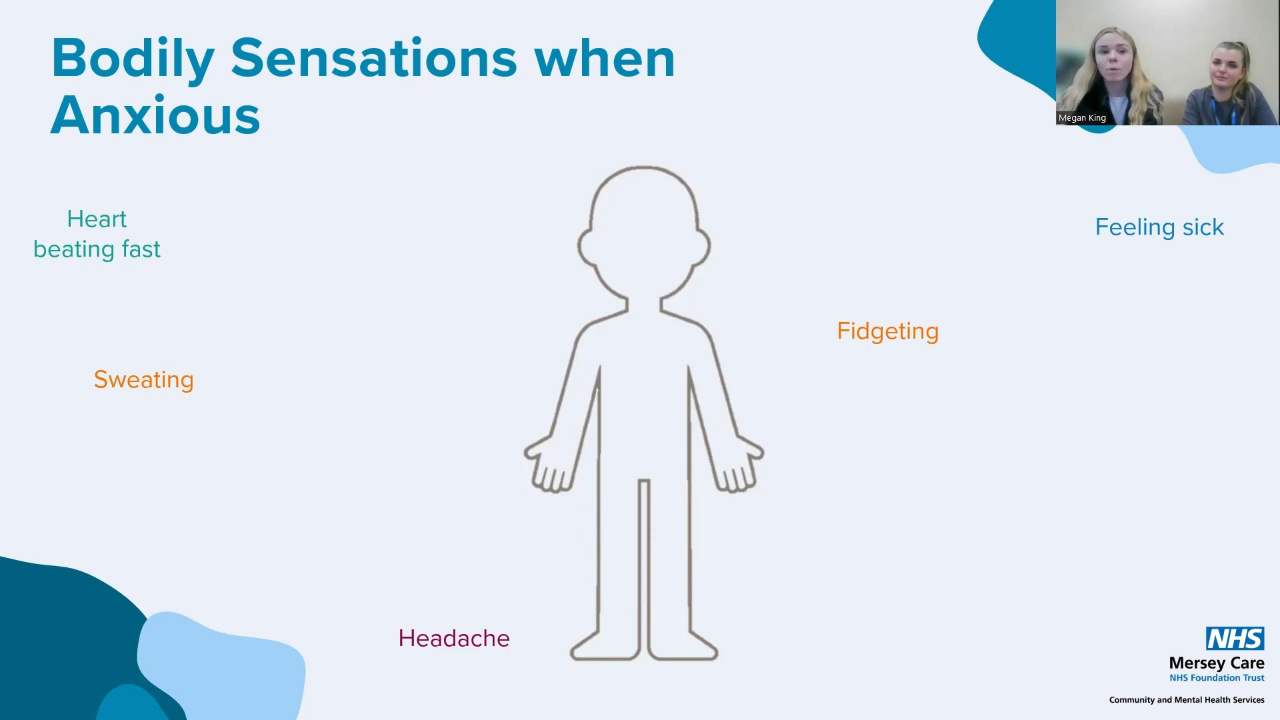 Bodily Sensations when
Anxious
Megan King
Heart
beating fast
Feeling sick
Fidgeting
Sweating
Headache
NHS
Mersey Care
NHS Foundation Trust
Community and Mental Health Services